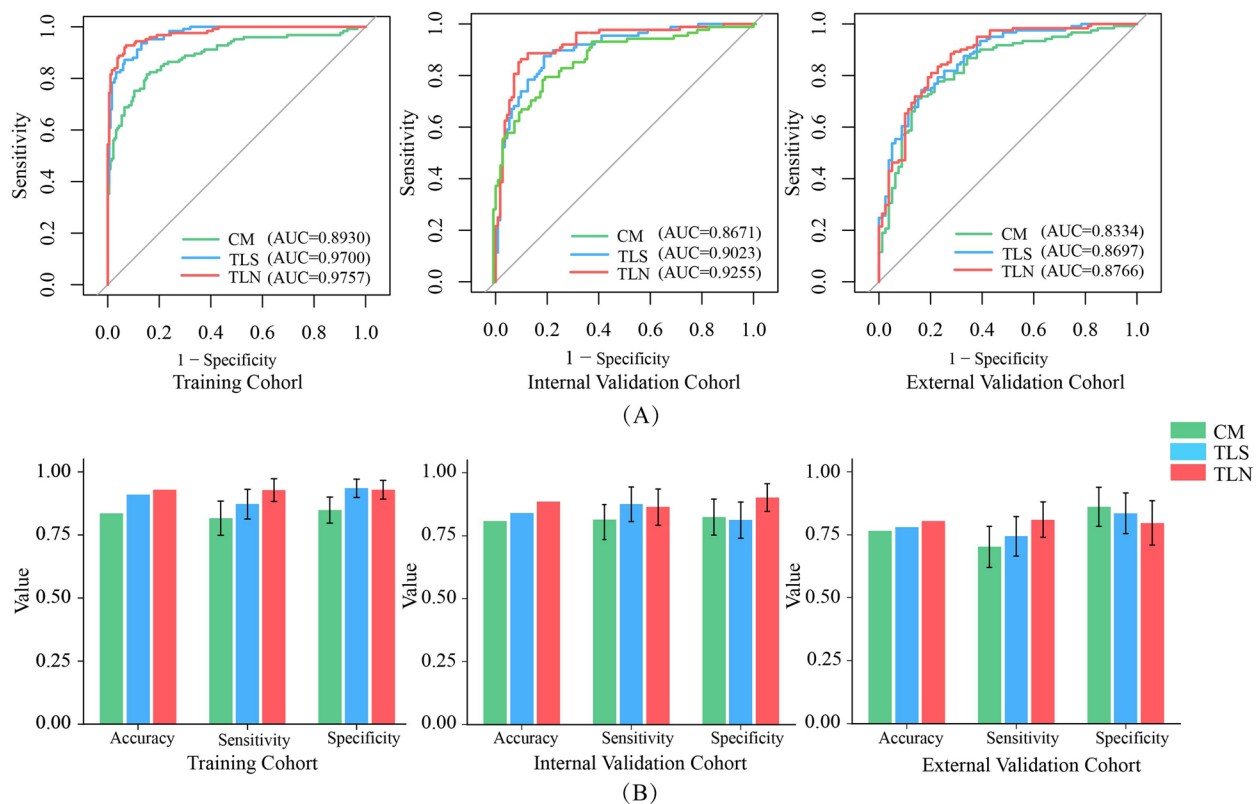 Sensitivity
1.0
0.8
0.6
0.4
0.2
0.0
CM (AUC=0.8930)
TLS (AUC=0.9700)
TLN (AUC=0.9757)
0.0 0.2 0.4 0.6 0.8 1.0
1 − Specificity
Training Cohorl
Sensitivity
1.0
0.8
0.6
0.4
0.2
0.0
CM (AUC=0.8671)
TLS (AUC=0.9023)
TLN (AUC=0.9255)
0.0 0.2 0.4 0.6 0.8 1.0
1 − Specificity
Internal Validation Cohorl
Sensitivity
1.0
0.8
0.6
0.4
0.2
0.0
CM (AUC=0.8334)
TLS (AUC=0.8697)
TLN (AUC=0.8766)
0.0 0.2 0.4 0.6 0.8 1.0
1 − Specificity
External Validation Cohorl
(A)
CM
TLS
TLN
Value
1.00
0.75
0.50
0.25
0.00
Accuracy Sensitivity Specificity
Training Cohort
Value
1.00
0.75
0.50
0.25
0.00
Accuracy Sensitivity Specificity
Internal Validation Cohort
Value
1.00
0.75
0.50
0.25
0.00
Accuracy Sensitivity Specificity
External Validation Cohort
(B)